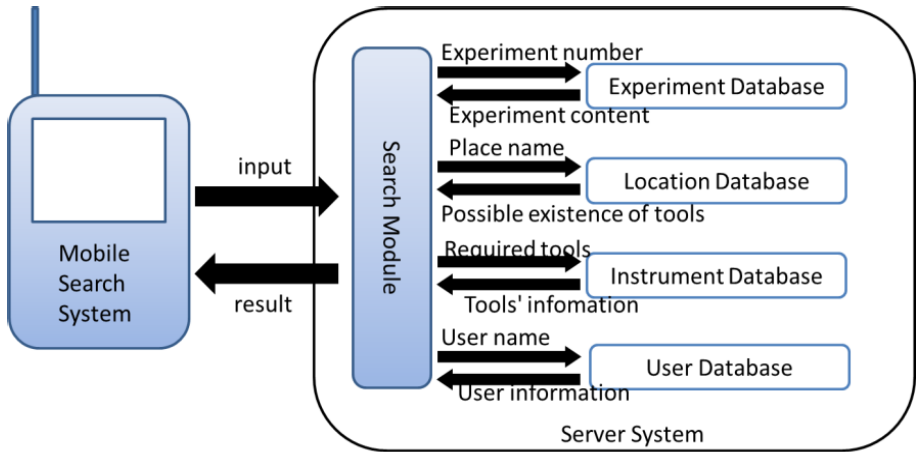 Mobile
Search
System
input
result
Search Module
Experiment number
Experiment content
Experiment Database
Place name
Possible existence of tools
Location Database
Required tools
Tools' infomation
Instrument Database
User name
User information
User Database
Server System